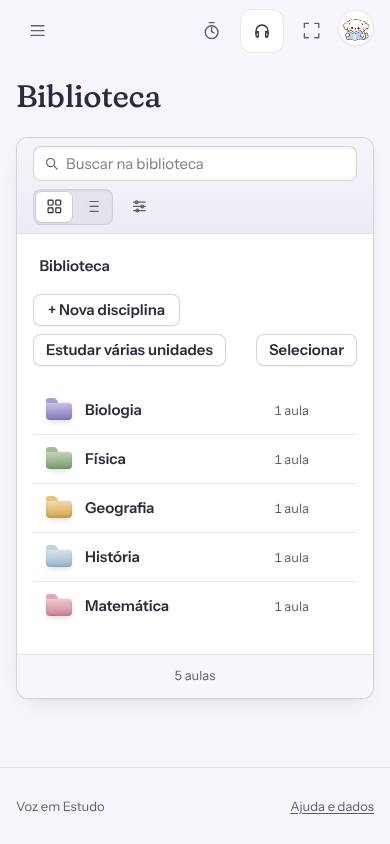 Biblioteca
Buscar na biblioteca
Biblioteca
+ Nova disciplina
Estudar várias unidades
Selecionar
Biologia 1 aula
Física 1 aula
Geografia 1 aula
História 1 aula
Matemática 1 aula
5 aulas
Voz em Estudo
Ajuda e dados